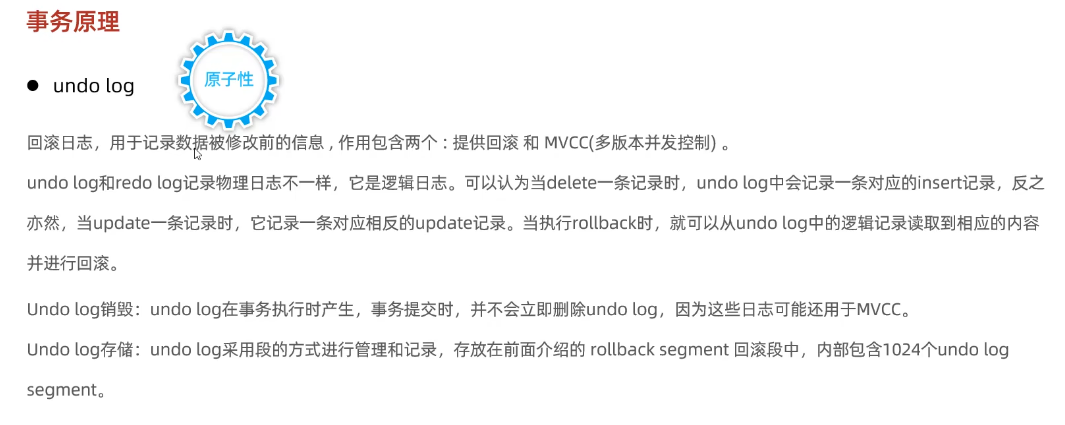 事务原理
原子性
undo log
回滚日志，用于记录数据被修改前的信息 , 作用包含两个 : 提供回滚 和 MVCC(多版本并发控制) 。
undo log和redo log记录物理日志不一样，它是逻辑日志。可以认为当delete一条记录时，undo log中会记录一条对应的insert记录，反之
亦然，当update一条记录时，它记录一条对应相反的update记录。当执行rollback时，就可以从undo log中的逻辑记录读取到相应的内容
并进行回滚。
Undo log销毁：undo log在事务执行时产生，事务提交时，并不会立即删除undo log，因为这些日志可能还用于MVCC。
Undo log存储：undo log采用段的方式进行管理和记录，存放在前面介绍的 rollback segment 回滚段中，内部包含1024个undo log
segment。